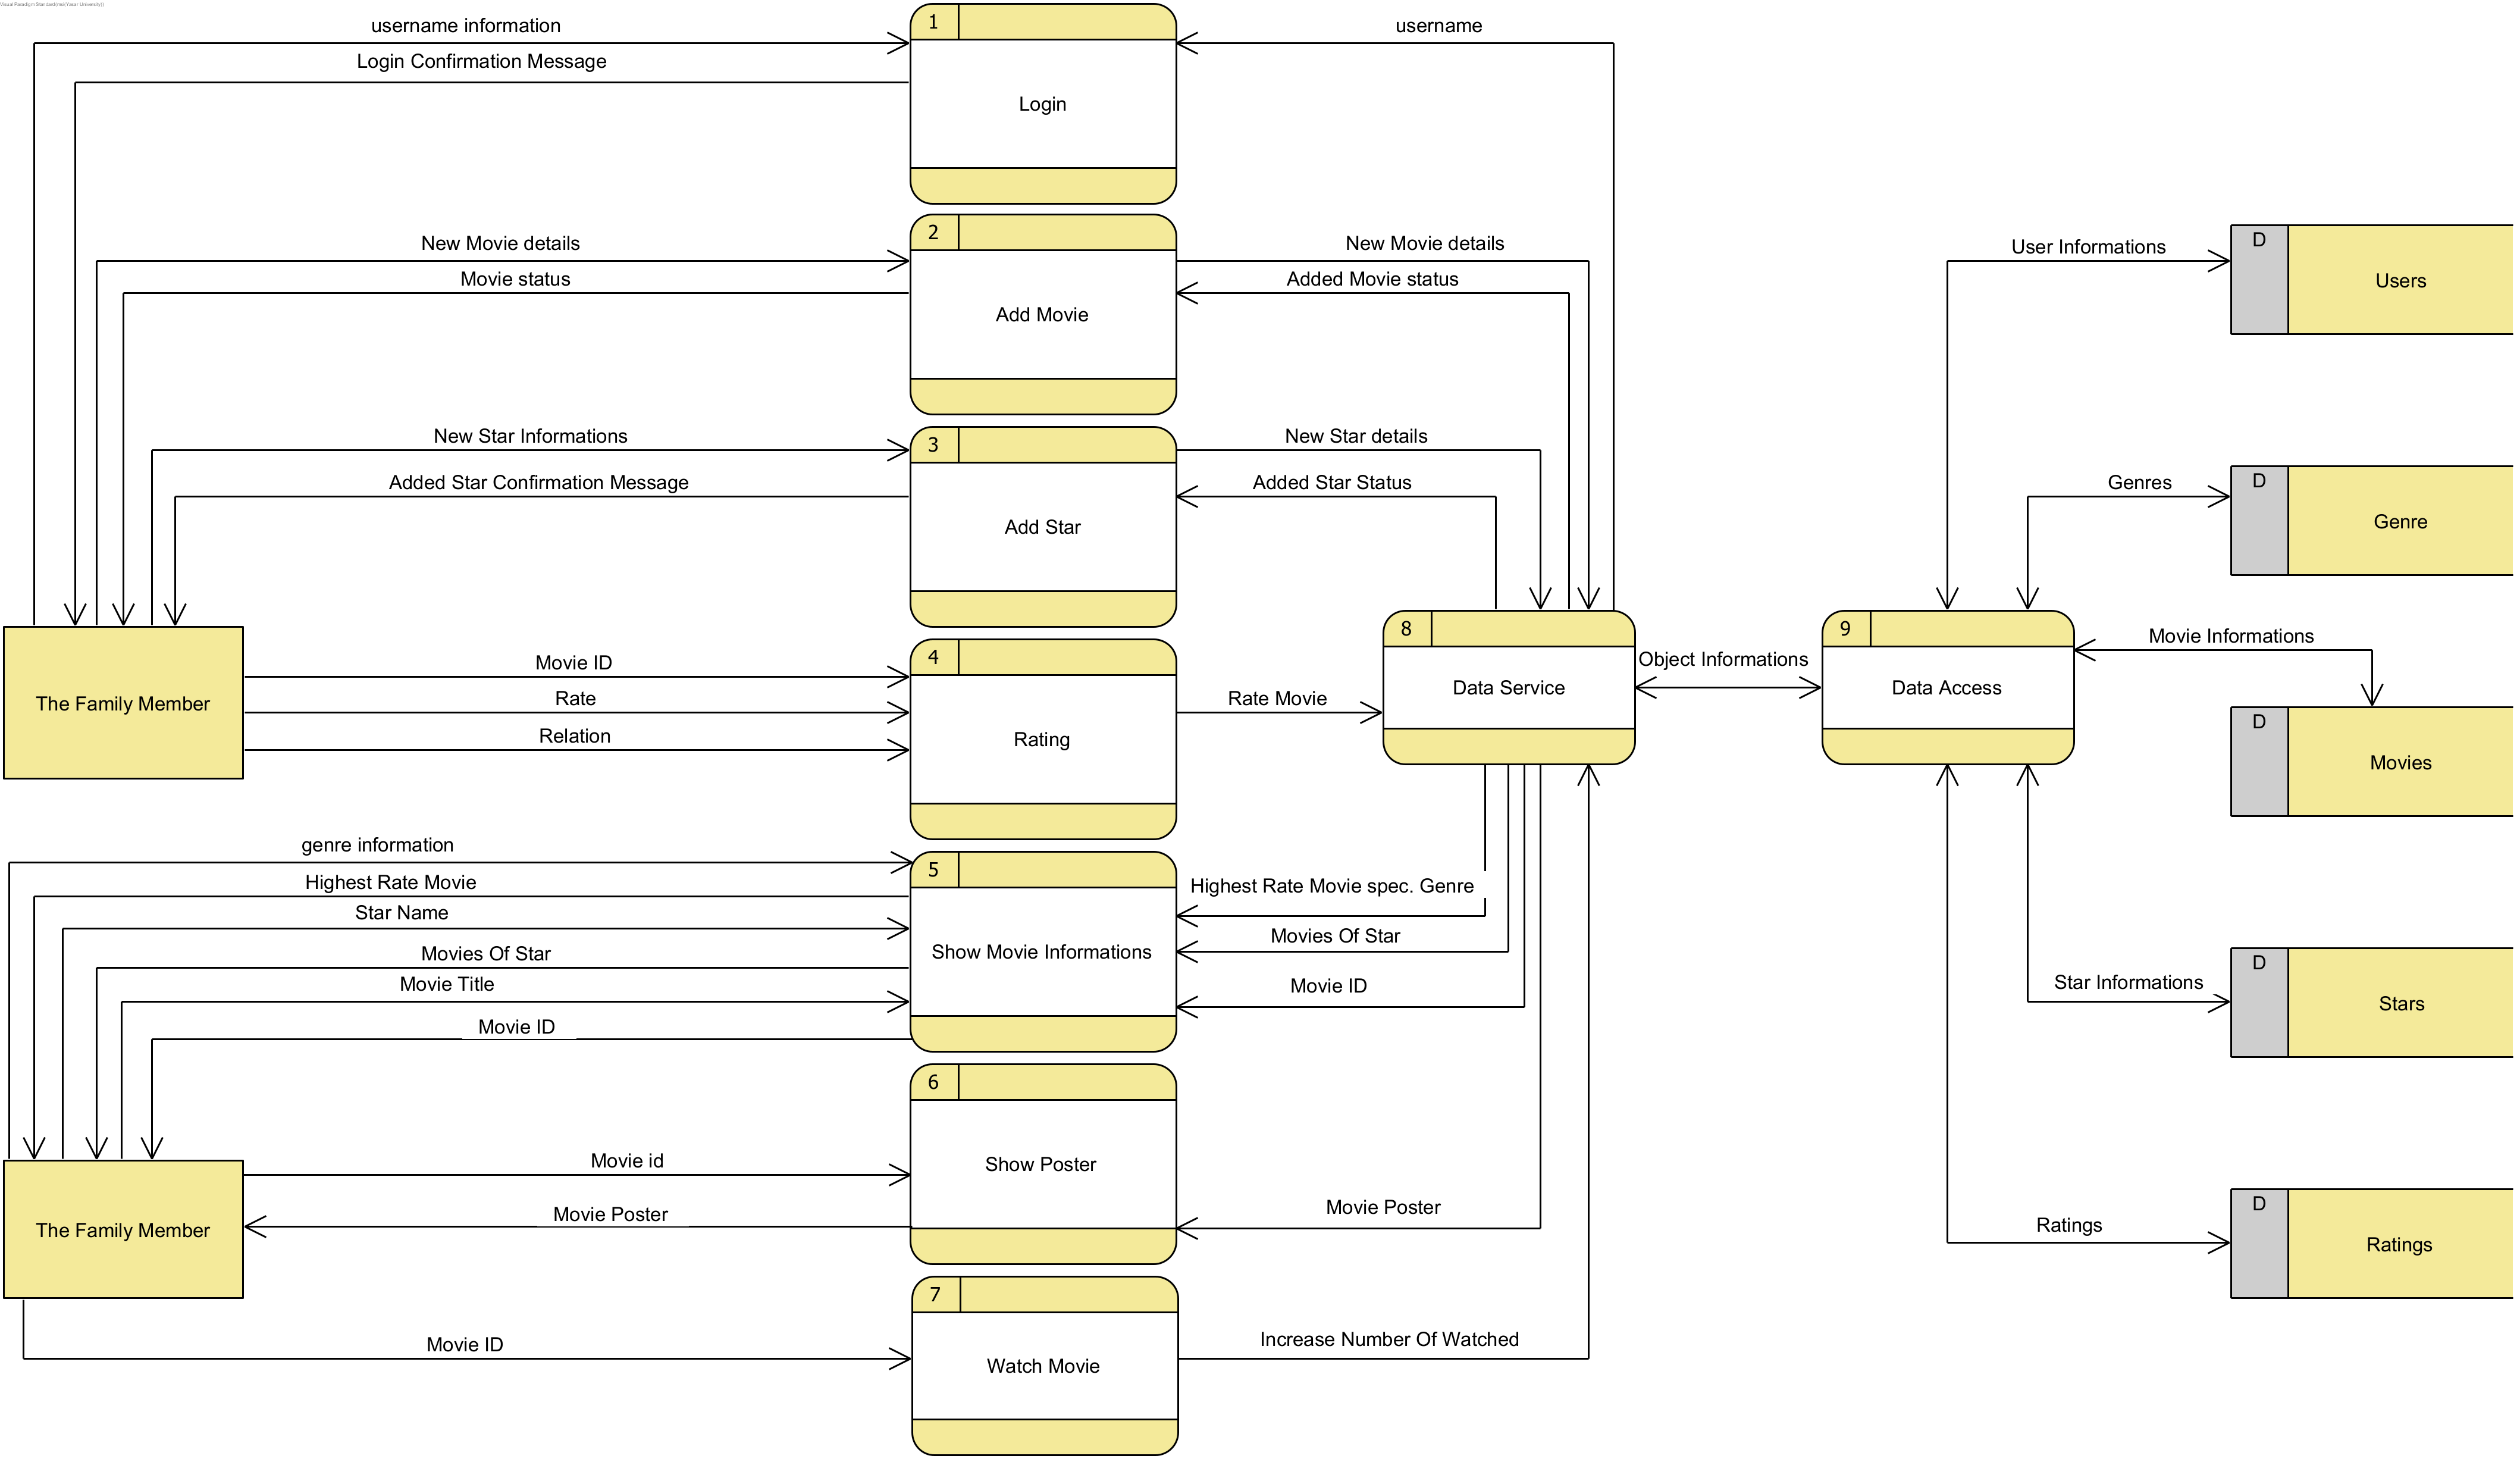 Visual Paradigm Standard(mec(Yasar University))
username information
Login Confirmation Message
1
Login
username
New Movie details
Movie status
2
Add Movie
New Movie details
Added Movie status
New Star Informations
Added Star Confirmation Message
3
Add Star
New Star details
Added Star Status
The Family Member
Movie ID
Rate
Relation
4
Rating
Rate Movie
8
Data Service
Object Informations
9
Data Access
User Informations
D
Users
Genres
D
Genre
Movie Informations
D
Movies
Star Informations
D
Stars
Ratings
D
Ratings
genre information
Highest Rate Movie
Star Name
Movies Of Star
Movie Title
Movie ID
5
Show Movie Informations
Highest Rate Movie spec. Genre
Movies Of Star
Movie ID
The Family Member
Movie id
Movie Poster
6
Show Poster
Movie Poster
Movie ID
7
Watch Movie
Increase Number Of Watched